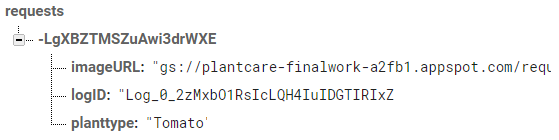 requests
-LgXBZTMSZuAwi3drWXE
imageURL: "gs://plantcare-finalwork-a2fb1.appspot.com/requ
logID: "Log_0_2zMxbO1RsIcLQH4IuIDGTIRIxZ
planttype: "Tomato'